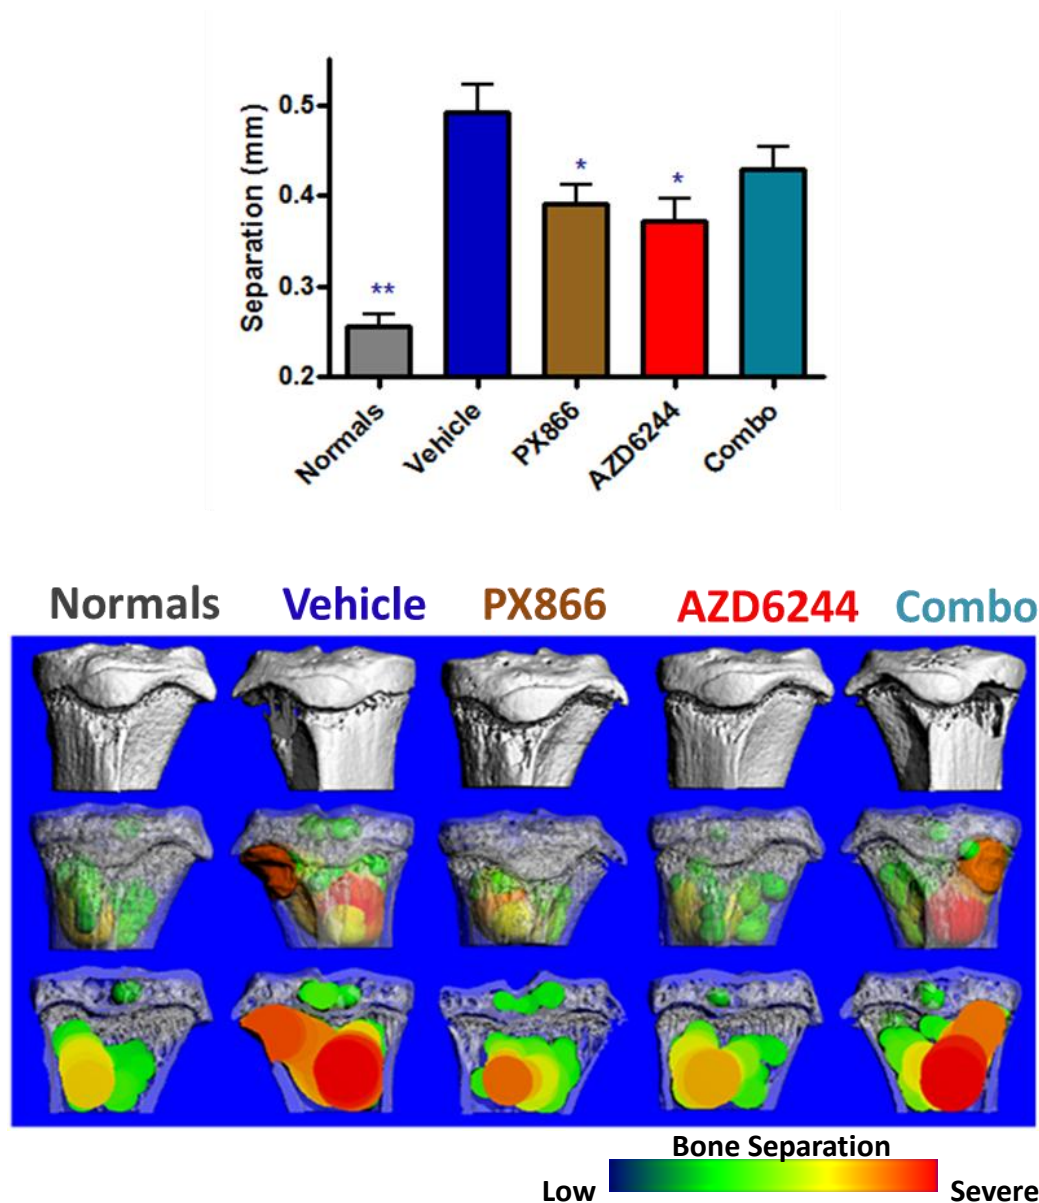 Separation (mm)
0.5
0.4
0.3
0.2
**
*
*
Normals
Vehicle
PX866
AZD6244
Combo
Normals Vehicle PX866 AZD6244 Combo
Bone Separation
Low Severe